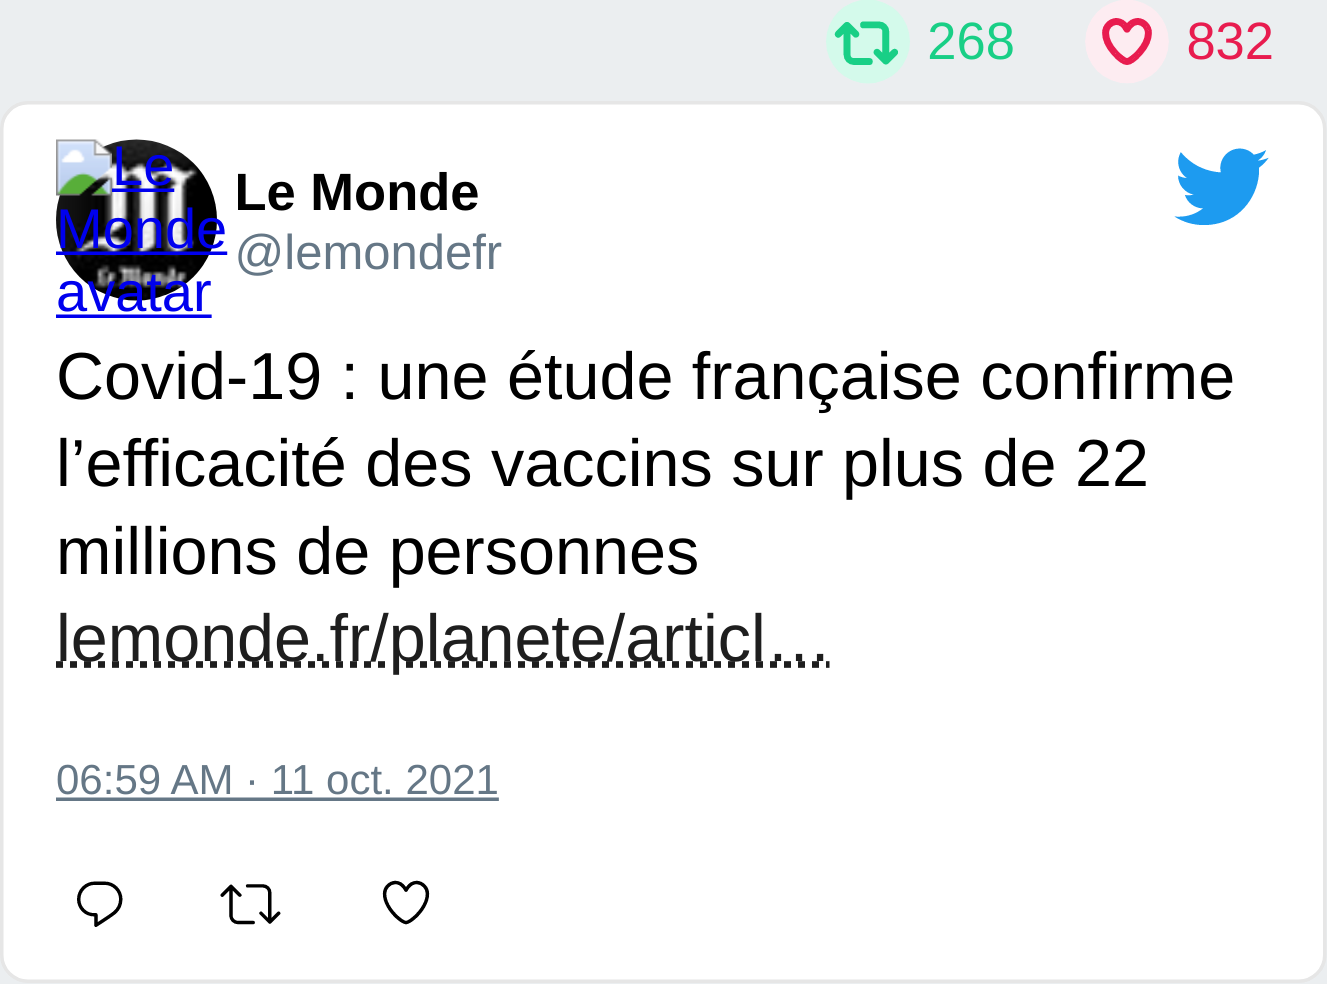 268 832
Le
Monde
avatar
Le Monde
@lemondefr
Covid-19 : une étude française confirme
l’efficacité des vaccins sur plus de 22
millions de personnes
lemonde.fr/planete/articl…
06:59 AM · 11 oct. 2021